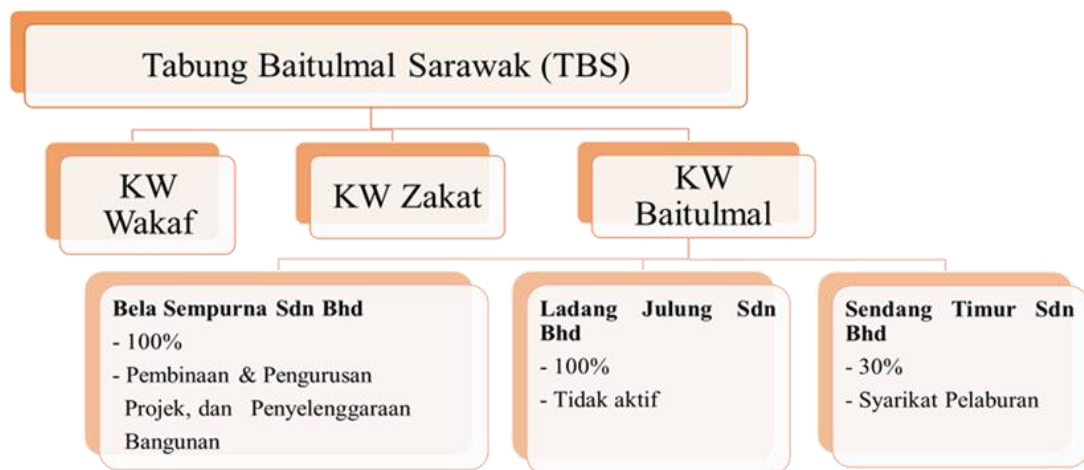 Tabung Baitulmal Sarawak (TBS)
KW
Wakaf
KW Zakat
KW
Baitulmal
Bela Sempurna Sdn Bhd
- 100%
- Pembinaan & Pengurusan
Projek, dan Penyelenggaraan
Bangunan
Ladang Julung Sdn
Bhd
- 100%
- Tidak aktif
Sendang Timur Sdn
Bhd
- 30%
- Syarikat Pelaburan